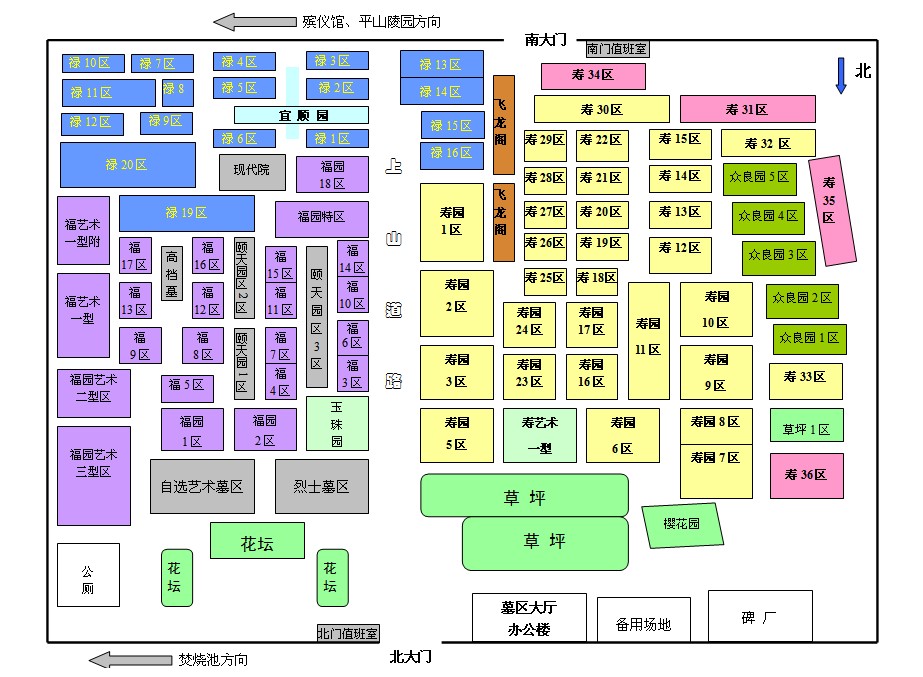 殡仪馆、平山陵园方向
南大门
南门值班室
北
禄 10区
禄 7区
禄 4区
禄 3区
禄 11区
禄 8
禄 5区
禄 2区
宜 顺 园
禄 12区
禄 9区
禄 6区
禄 1区
禄 20区
现代院
福园
18区
禄 19区
福园特区
福艺术
一型附
福
17区
高
档
墓
福
16区
颐天园区2区
福
15区
颐天园区3区
福
14区
福艺术
一型
福
13区
福
12区
福
11区
福
10区
福
9区
福
8区
颐天园1区
福
7区
福
6区
福园艺术
二型区
福 5区
福
4区
福
3区
福园
1区
福园
2区
玉
珠
园
福园艺术
三型区
自选艺术墓区
烈士墓区
花坛
花
坛
花
坛
公
厕
北门值班室
上
山
道
路
禄 13区
禄 14区
禄 15区
禄 16区
飞
龙
阁
飞
龙
阁
寿 34区
寿 30区
寿 31区
寿 29区
寿 22区
寿 15区
寿 32 区
寿 28区
寿 21区
寿 14区
众良园 5区
寿
35
区
寿园
1区
寿 27区
寿 20区
寿 13区
众良园 4区
寿 26区
寿 19区
寿 12区
众良园 3区
寿园
2区
寿 25区
寿 18区
寿园
24区
寿园
17区
寿园
11区
寿园
10区
众良园 2区
众良园 1区
寿园
3区
寿园
23区
寿园
16区
寿园
9区
寿 33区
寿园
5区
寿艺术
一型
寿园
6区
寿园 8区
草坪 1区
寿园 7区
寿 36区
草 坪
草 坪
樱花园
墓区大厅
办公楼
备用场地
碑 厂
焚烧池方向
北大门